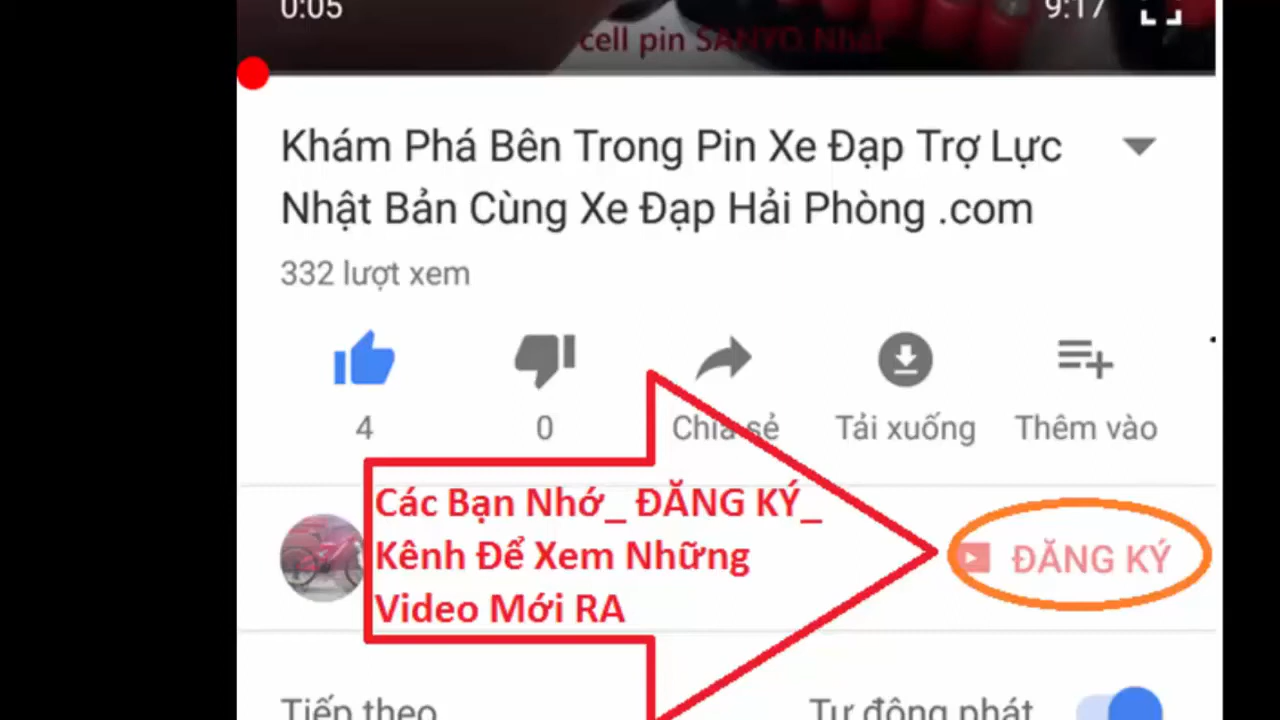 0:05
9:17
cell pin SANYO Nhật
Khám Phá Bên Trong Pin Xe Đạp Trợ Lực
Nhật Bản Cùng Xe Đạp Hải Phòng .com
332 lượt xem
4
0
Chia sẻ
Tải xuống
Thêm vào
Các Bạn Nhớ_ ĐĂNG KÝ_
Kênh Để Xem Những
Video Mới RA
ĐĂNG KÝ
Tiếp theo
Tự động phát